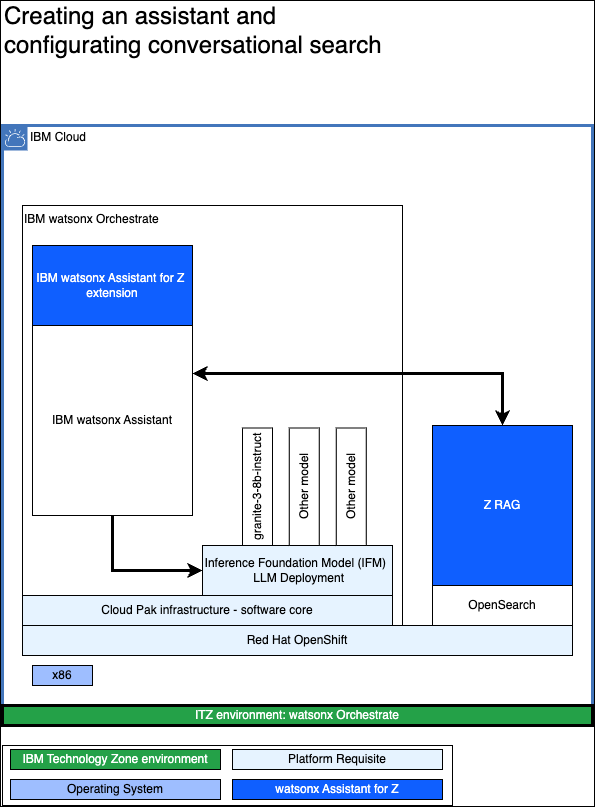 Creating an assistant and
configurating conversational search
IBM Cloud
IBM watsonx Orchestrate
IBM watsonx Assistant for Z
extension
IBM watsonx Assistant
granite-3-8b-instruct
Other model
Other model
Z RAG
Inference Foundation Model (IFM)
LLM Deployment
OpenSearch
Cloud Pak infrastructure - software core
Red Hat OpenShift
x86
ITZ environment: watsonx Orchestrate
IBM Technology Zone environment
Platform Requisite
Operating System
watsonx Assistant for Z